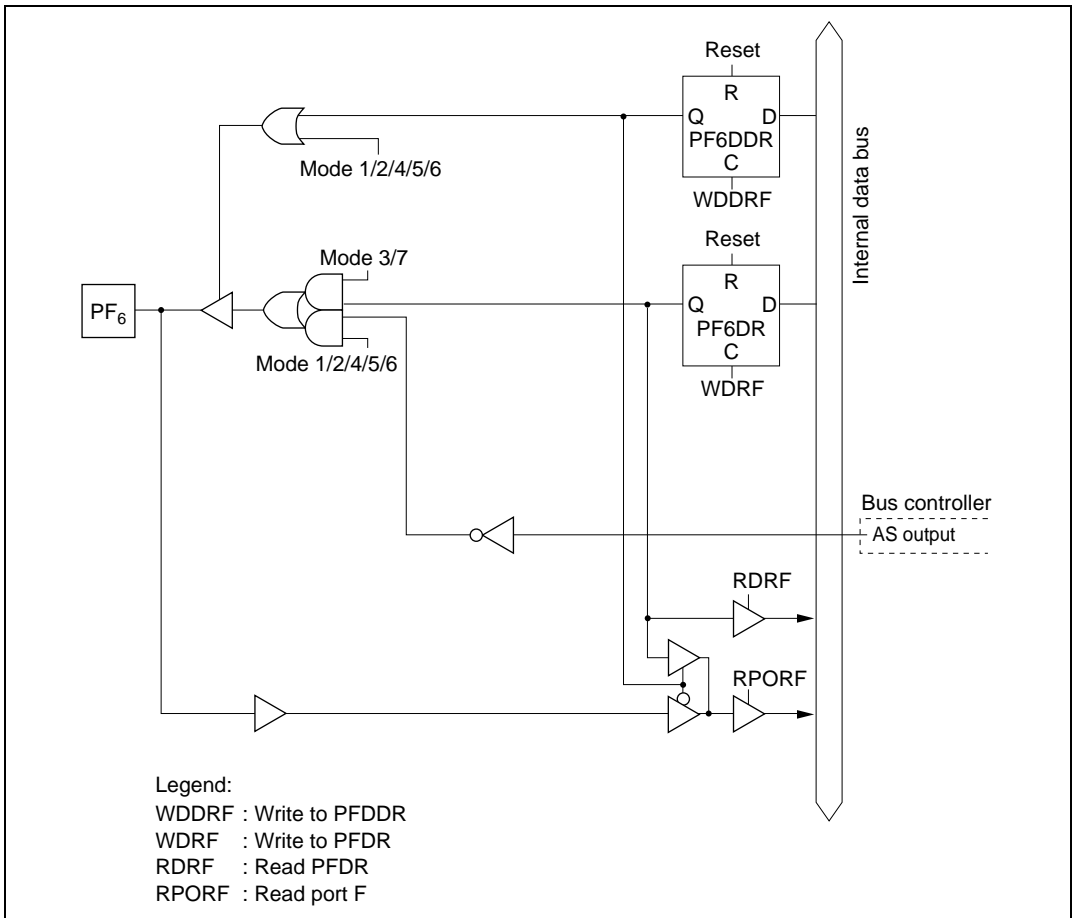 Reset
R
Q D
PF6DDR
C
WDDRF
Mode 1/2/4/5/6
Internal data bus
Reset
R
Q D
PF6DR
C
WDRF
Mode 3/7
PF6
Mode 1/2/4/5/6
Bus controller
AS output
RDRF
RPORF
Legend:
WDDRF : Write to PFDDR
WDRF : Write to PFDR
RDRF : Read PFDR
RPORF : Read port F